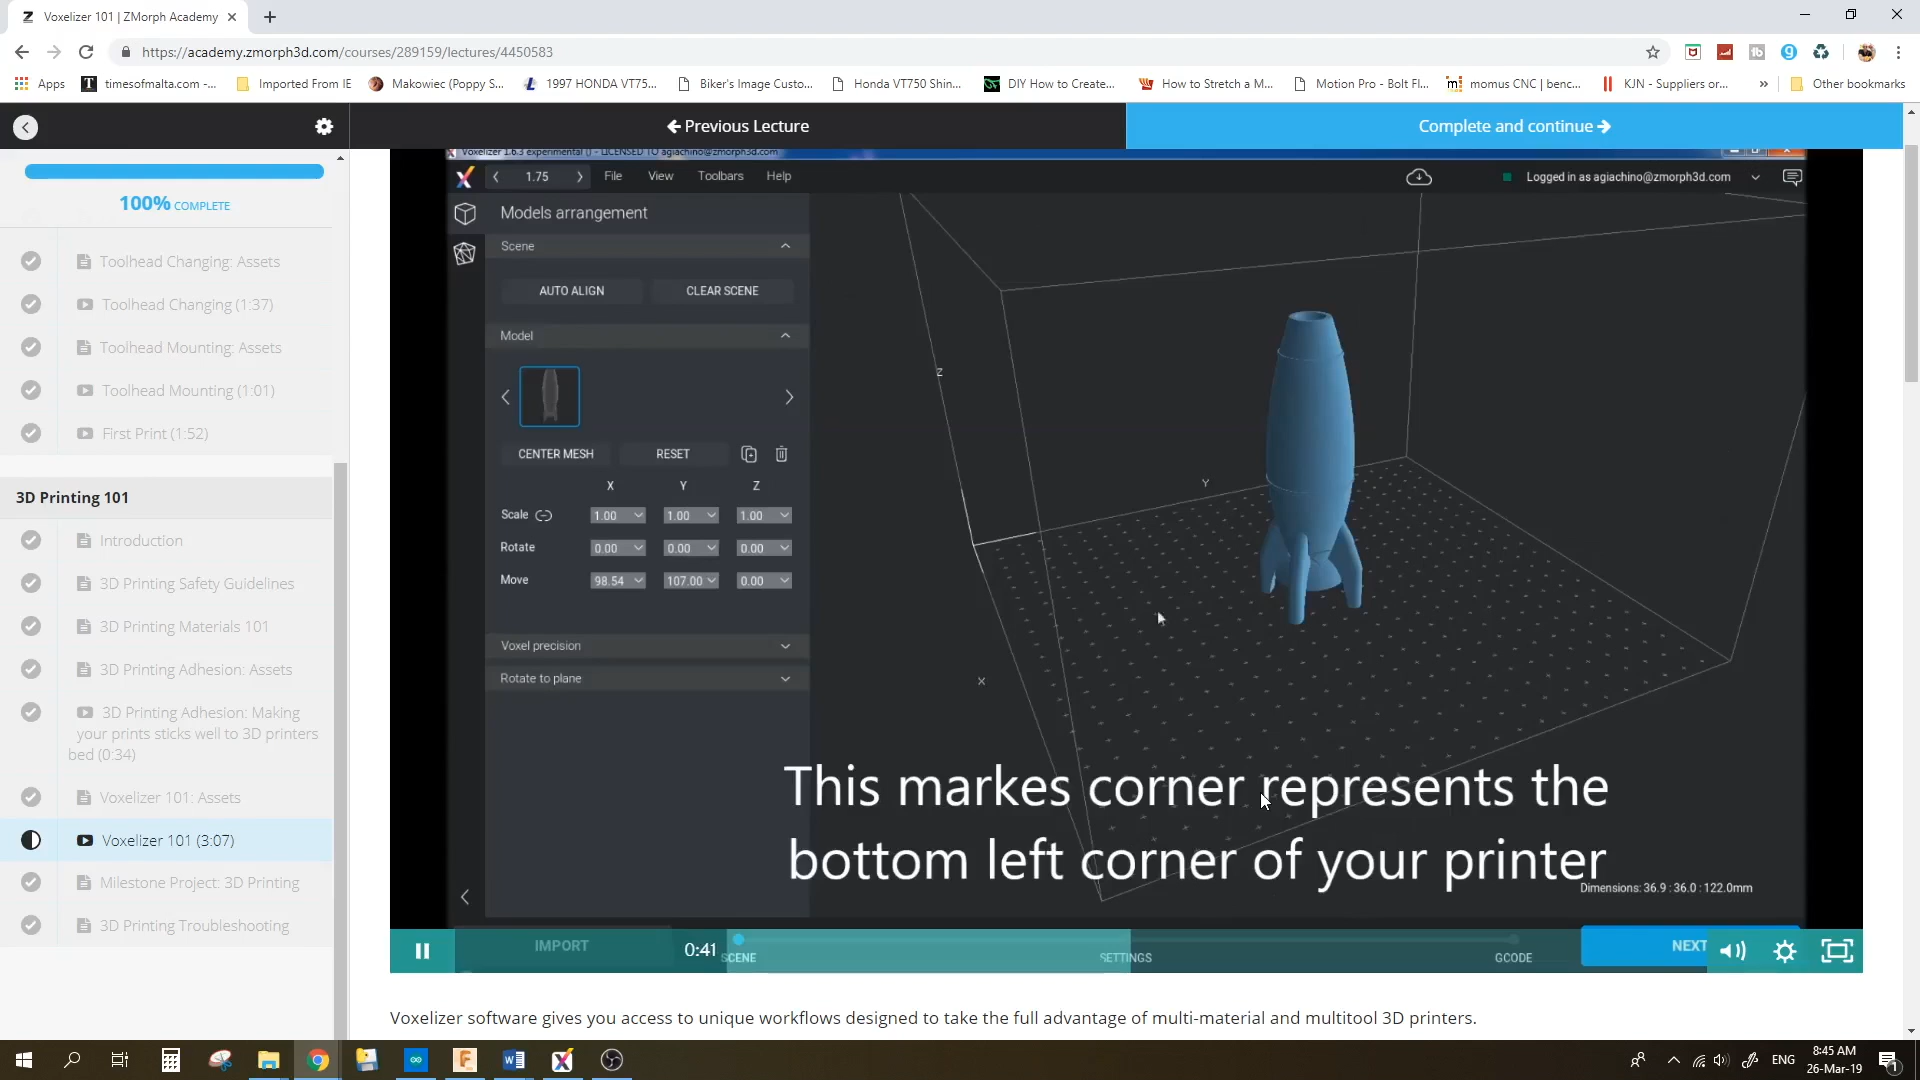 Voxelizer 101 | ZMorph Academy
https://academy.zmorph3d.com/courses/289159/lectures/4450583
Apps
timesofmalta.com -...
Imported From IE
Makowiec (Poppy S...
1997 HONDA VT75...
Biker's Image Custo...
Honda VT750 Shin...
DIY How to Create...
How to Stretch a M...
Motion Pro - Bolt Fl...
momus CNC | benc...
KJN - Suppliers or...
Other bookmarks
Previous Lecture
Complete and continue
100% COMPLETE
Toolhead Changing: Assets
Toolhead Changing (1:37)
Toolhead Mounting: Assets
Toolhead Mounting (1:01)
First Print (1:52)
3D Printing 101
Introduction
3D Printing Safety Guidelines
3D Printing Materials 101
3D Printing Adhesion: Assets
3D Printing Adhesion: Making
your prints sticks well to 3D printers
bed (0:34)
Voxelizer 101: Assets
Voxelizer 101 (3:07)
Milestone Project: 3D Printing
3D Printing Troubleshooting
Voxelizer 1.6.3 experimental () - LICENSED TO agiachino@zmorph3d.com
1.75
File View Toolbars Help
Logged in as agiachino@zmorph3d.com
Models arrangement
Scene
AUTO ALIGN CLEAR SCENE
Model
CENTER MESH RESET
X Y Z
Scale 1.00 1.00 1.00
Rotate 0.00 0.00 0.00
Move 98.54 107.00 0.00
Voxel precision
Rotate to plane
Z
Y
X
This markes corner represents the
bottom left corner of your printer
Dimensions: 36.9 : 36.0 : 122.0mm
IMPORT
0:41
SCENE
SETTINGS
GCODE
NEXT
Voxelizer software gives you access to unique workflows designed to take the full advantage of multi-material and multitool 3D printers.
ENG
8:45 AM
26-Mar-19
1